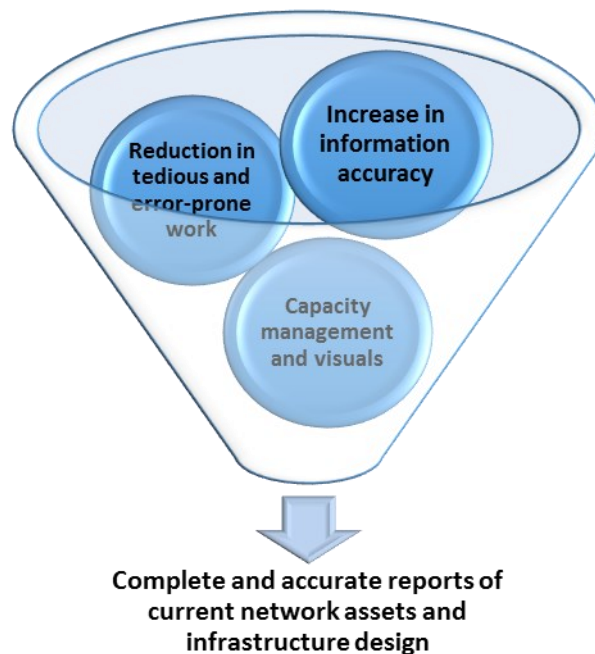 Increase in
information
accuracy
Reduction in
tedious and
error-prone
work
Capacity
management
and visuals
Complete and accurate reports of
current network assets and
infrastructure design